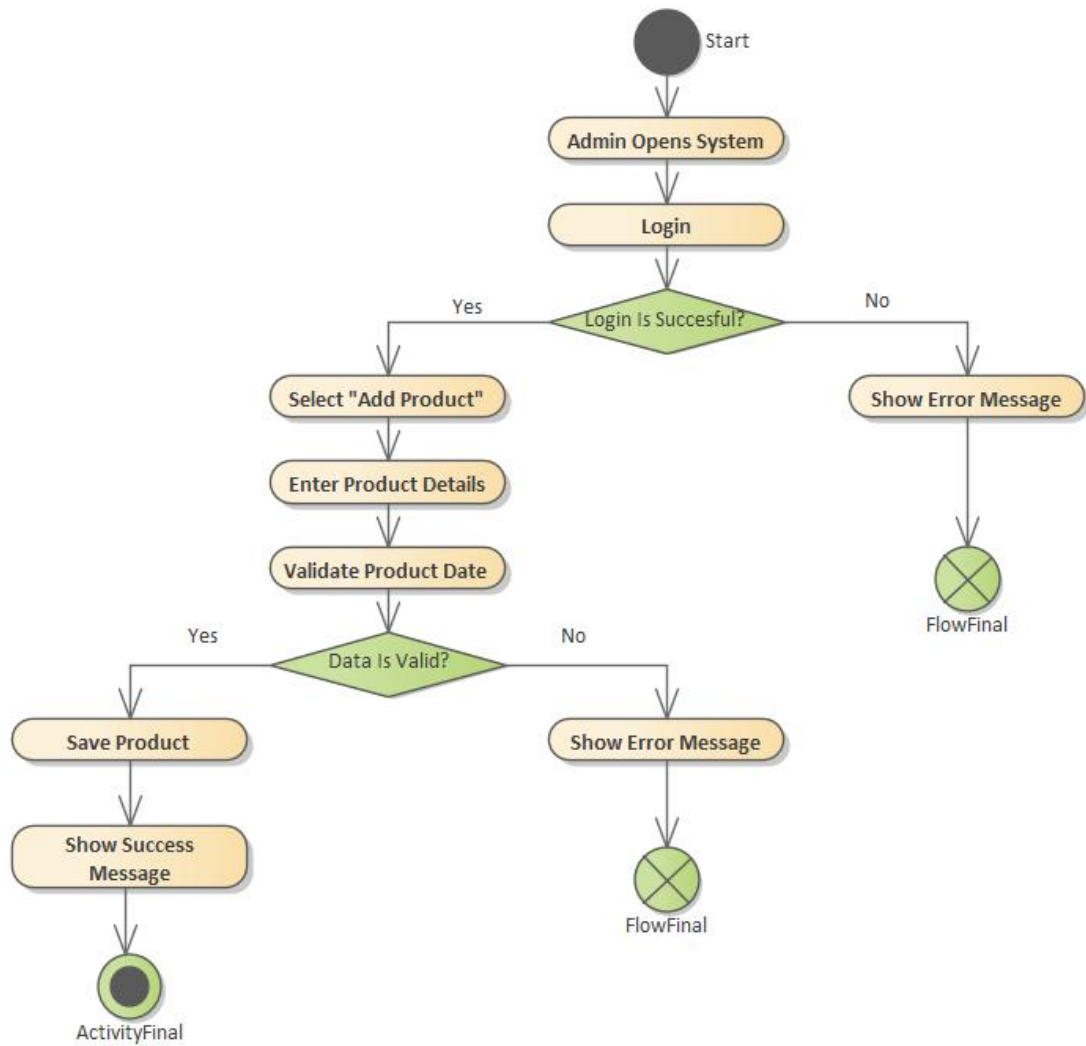 Start
Admin Opens System
Login
Yes
Login Is Succesful?
No
Select "Add Product"
Show Error Message
Enter Product Details
Validate Product Date
FlowFinal
Yes
Data Is Valid?
No
Save Product
Show Error Message
Show Success
Message
FlowFinal
ActivityFinal